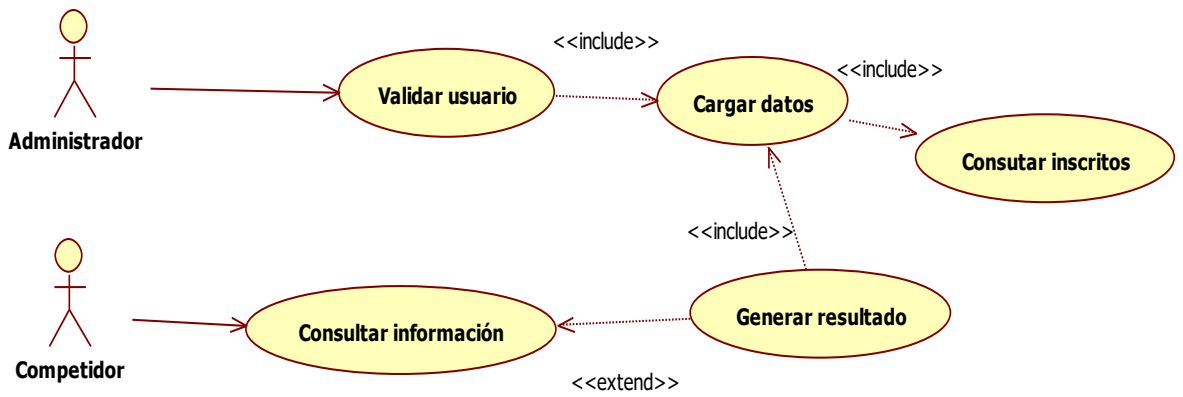 <<include>>
<<include>>
Validar usuario
Cargar datos
Administrador
Consutar inscritos
<<include>>
Generar resultado
Consultar información
Competidor
<<extend>>